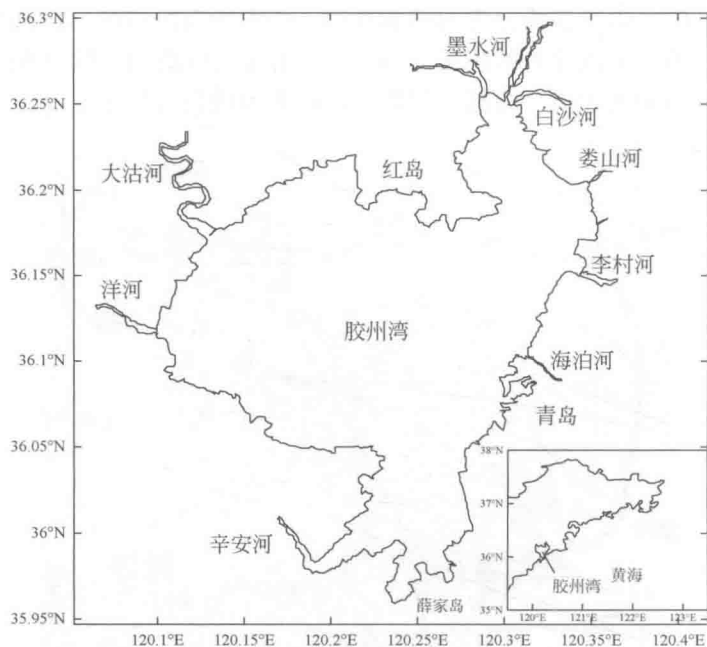 36.3°N
墨水河
36.25°N
白沙河
娄山河
大沽河
红岛
36.2°N
李村河
36.15°N
洋河
胶州湾
36.1°N
海泊河
青岛
36.05°N
38°N
37°N
36°N
辛安河
36°N
胶州湾
黄海
薛家岛
35.95°N
35°N
120°E
121°E
122°E
123°E
120.1°E
120.15°E
120.2°E
120.25°E
120.3°E
120.35°E
120.4°E